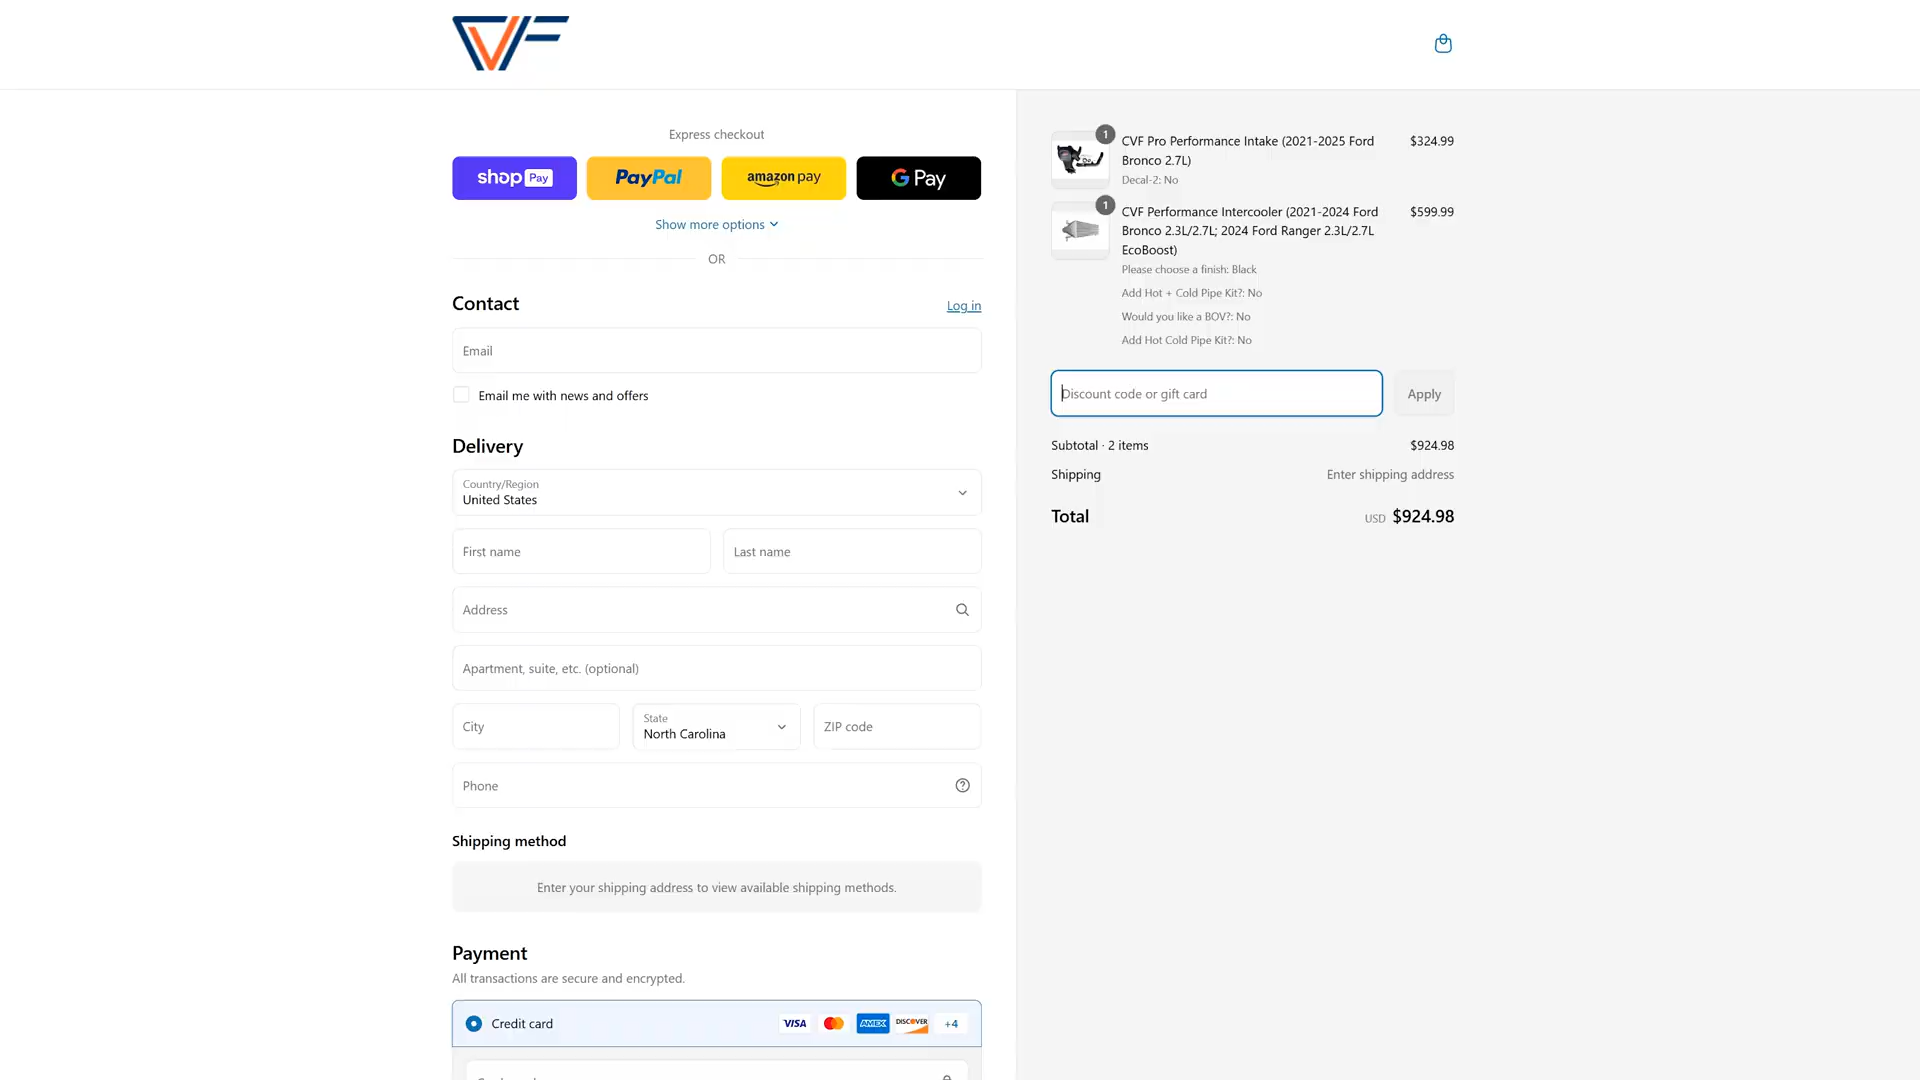 CVF
Express checkout
shop Pay
PayPal
amazon pay
G Pay
Show more options
OR
Contact
Log in
Email
Email me with news and offers
Delivery
Country/Region
United States
First name
Last name
Address
Apartment, suite, etc. (optional)
City
State
North Carolina
ZIP code
Phone
Shipping method
Enter your shipping address to view available shipping methods.
Payment
All transactions are secure and encrypted.
Credit card
VISA
AMEX
DISCOVER
+4
1
CVF Pro Performance Intake (2021-2025 Ford
Bronco 2.7L)
Decal-2: No
$324.99
1
CVF Performance Intercooler (2021-2024 Ford
Bronco 2.3L/2.7L; 2024 Ford Ranger 2.3L/2.7L
EcoBoost)
Please choose a finish: Black
Add Hot + Cold Pipe Kit?: No
Would you like a BOV?: No
Add Hot Cold Pipe Kit?: No
$599.99
Discount code or gift card
Apply
Subtotal · 2 items
$924.98
Shipping
Enter shipping address
Total
USD $924.98